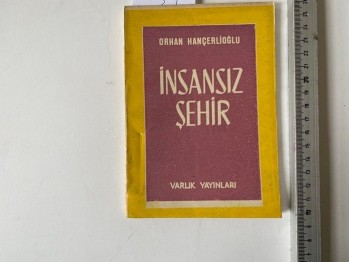 ORHAN HANÇERLİOĞLU
İNSANSIZ
ŞEHİR
VARLIK YAYINLARI